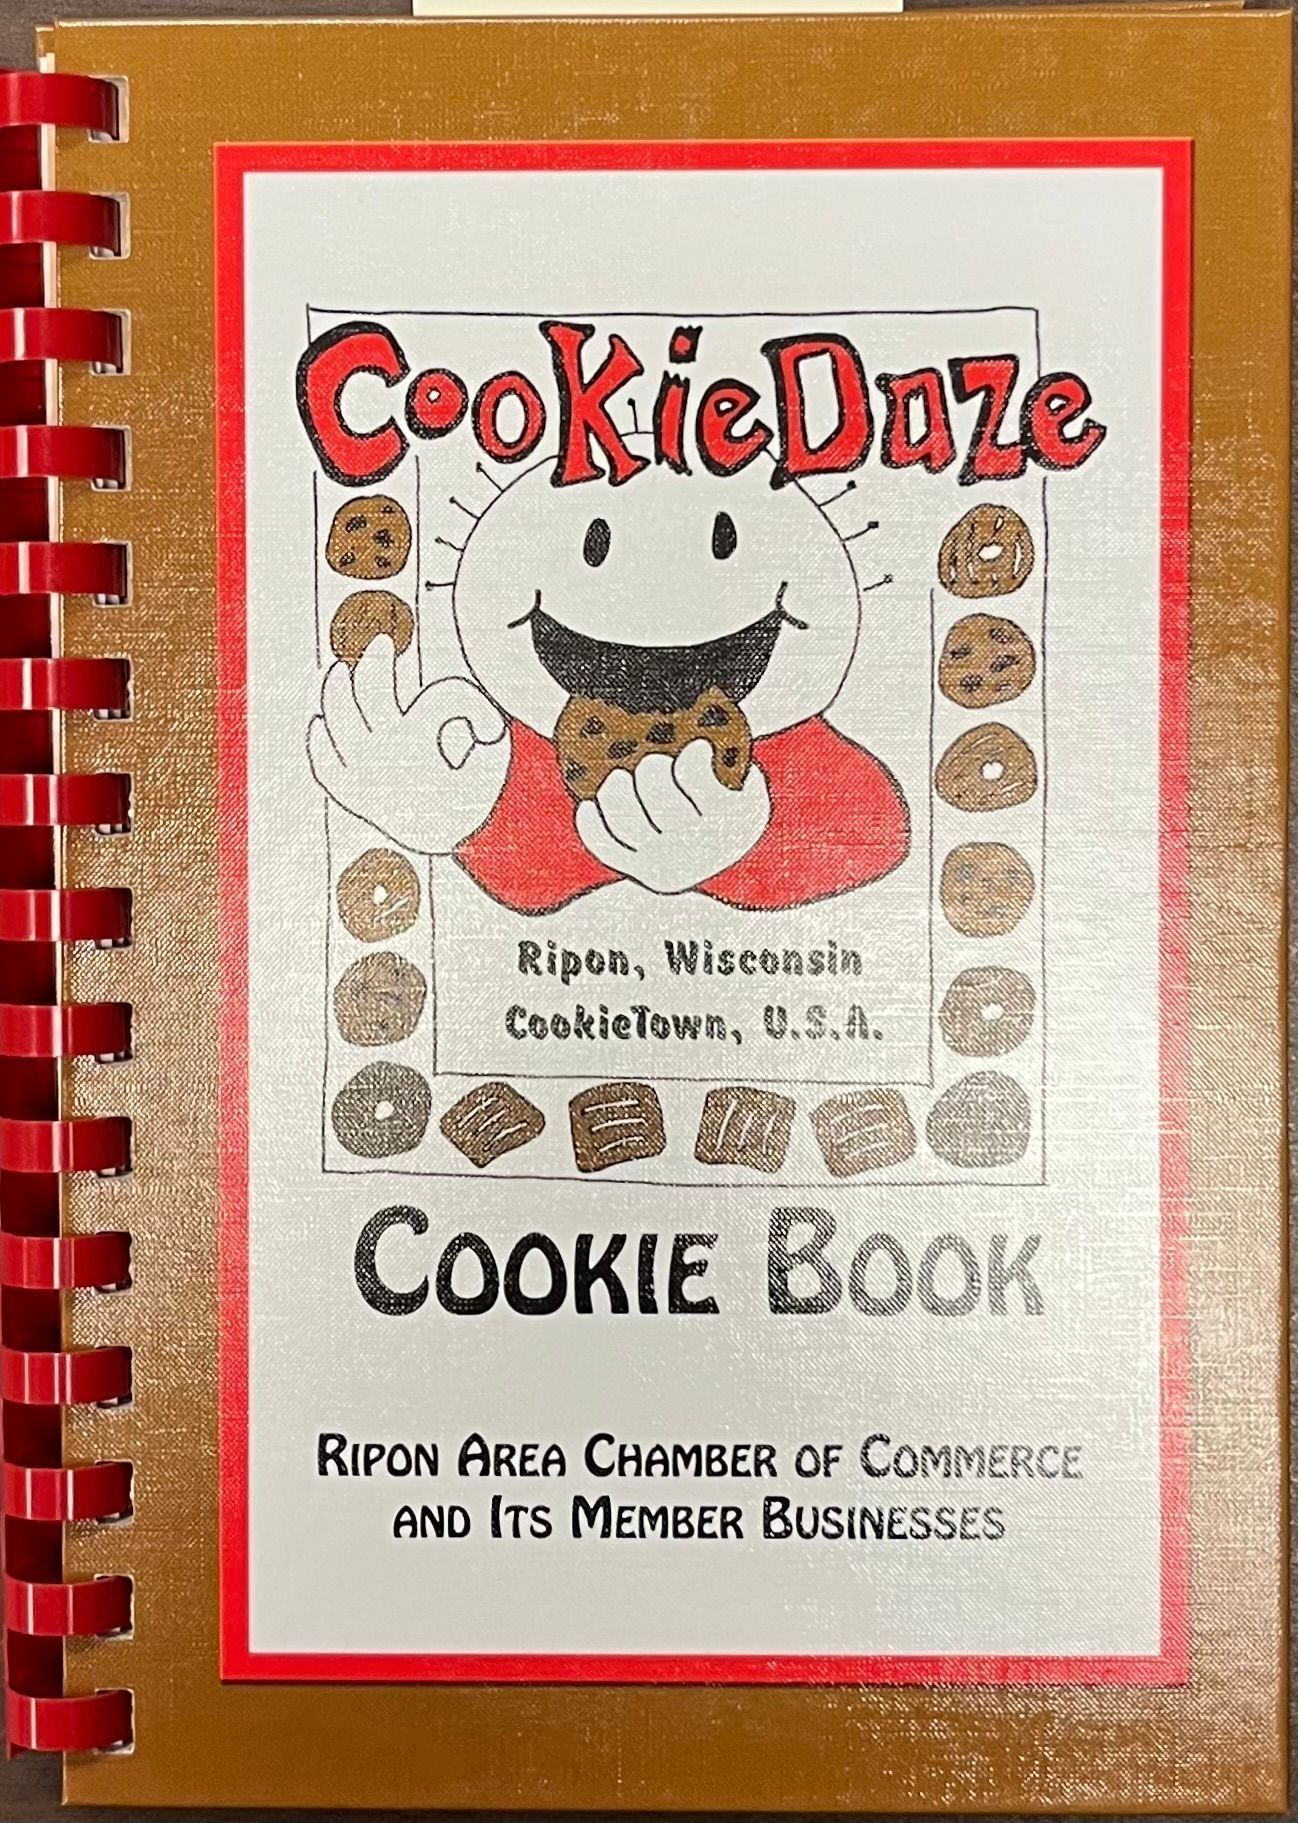 CooKieDaze
Ripon, Wisconsin
CookieTown, U.S.A.
COOKIE BOOK
RIPON AREA CHAMBER OF COMMERCE
AND ITS MEMBER BUSINESSES